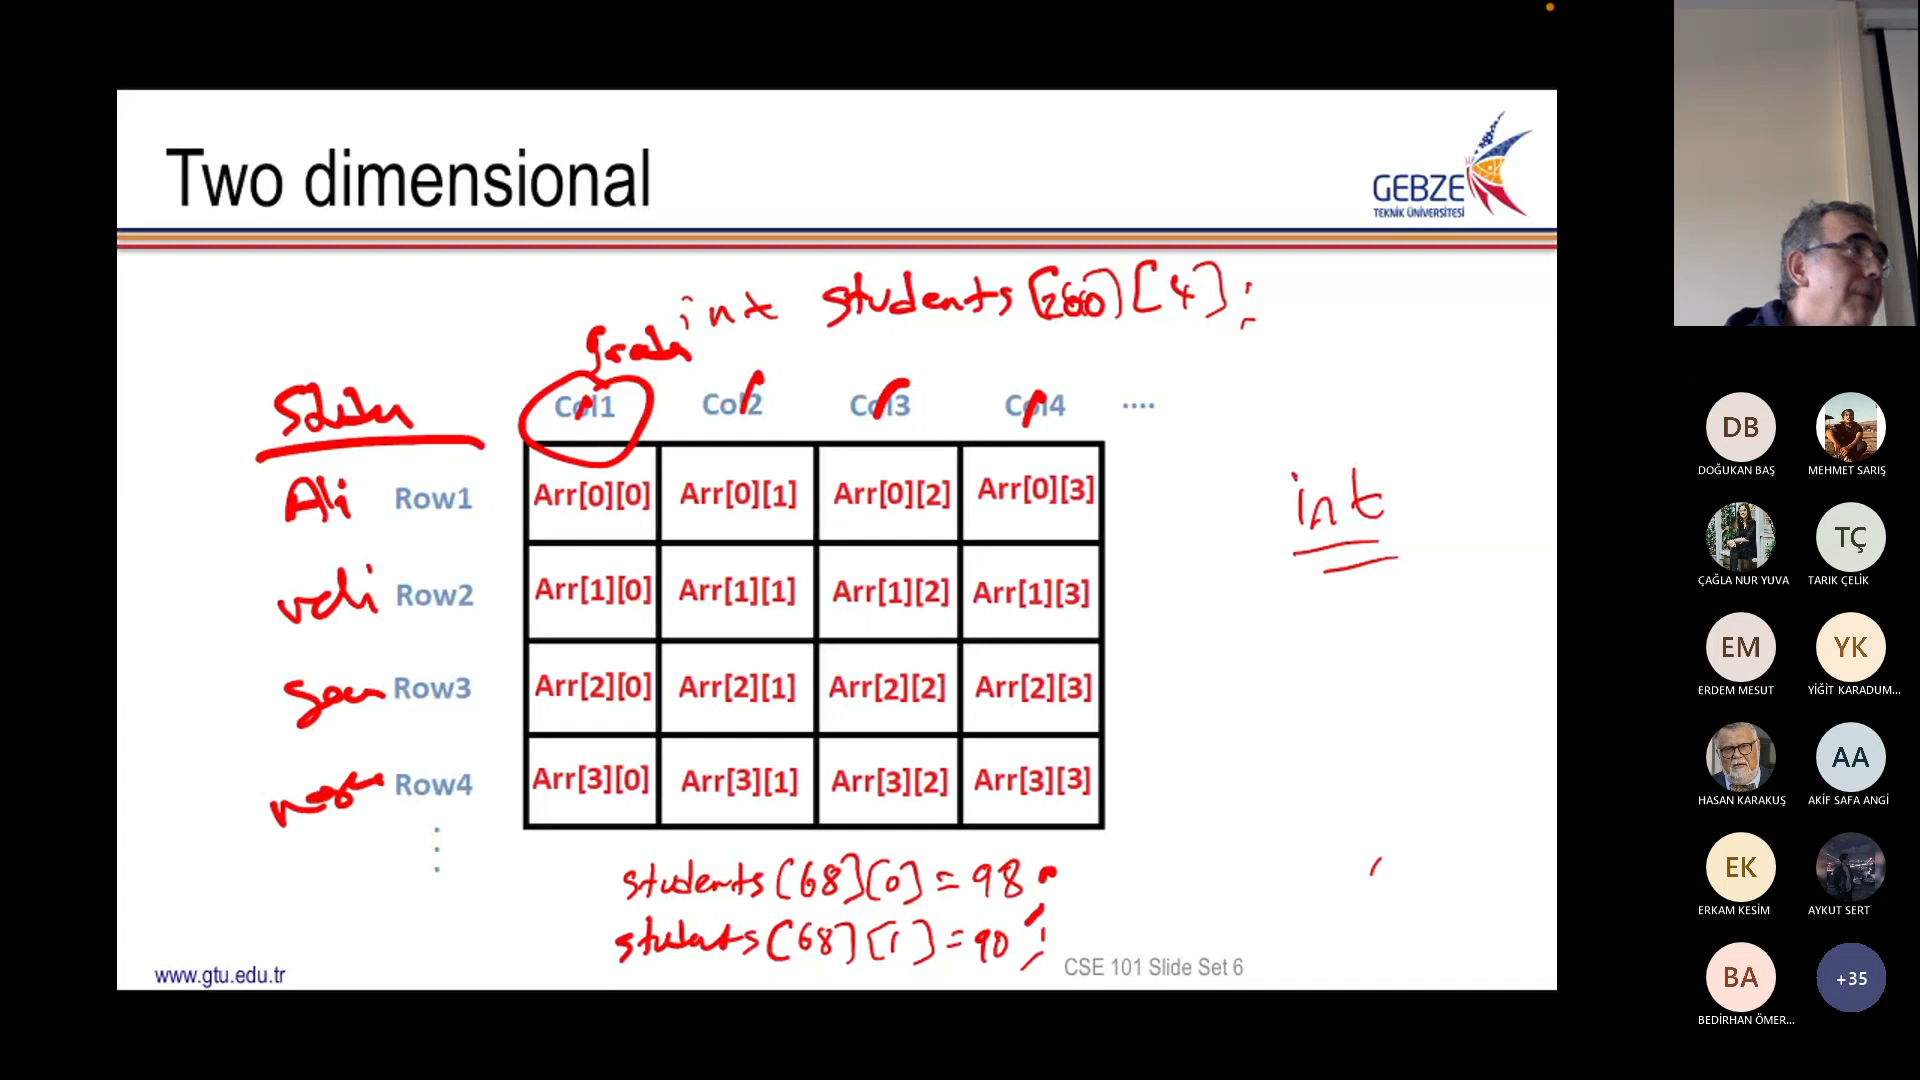 Two dimensional
GEBZE
TEKNİK ÜNİVERSİTESİ
int students[200][4];
Col1 Col2 Col3 Col4 ....
Ali Row1 Arr[0][0] Arr[0][1] Arr[0][2] Arr[0][3]
int
veli Row2 Arr[1][0] Arr[1][1] Arr[1][2] Arr[1][3]
Row3 Arr[2][0] Arr[2][1] Arr[2][2] Arr[2][3]
Row4 Arr[3][0] Arr[3][1] Arr[3][2] Arr[3][3]
students[68][0] = 98;
students[68][1] = 90;
www.gtu.edu.tr
CSE 101 Slide Set 6
DB
DOĞUKAN BAŞ MEHMET SARIŞ
TÇ
ÇAĞLA NUR YUVA TARIK ÇELİK
EM YK
ERDEM MESUT YİĞİT KARADUM...
AA
HASAN KARAKUŞ AKİF SAFA ANGİ
EK
ERKAM KESİM AYKUT SERT
BA +35
BEDİRHAN ÖMER...